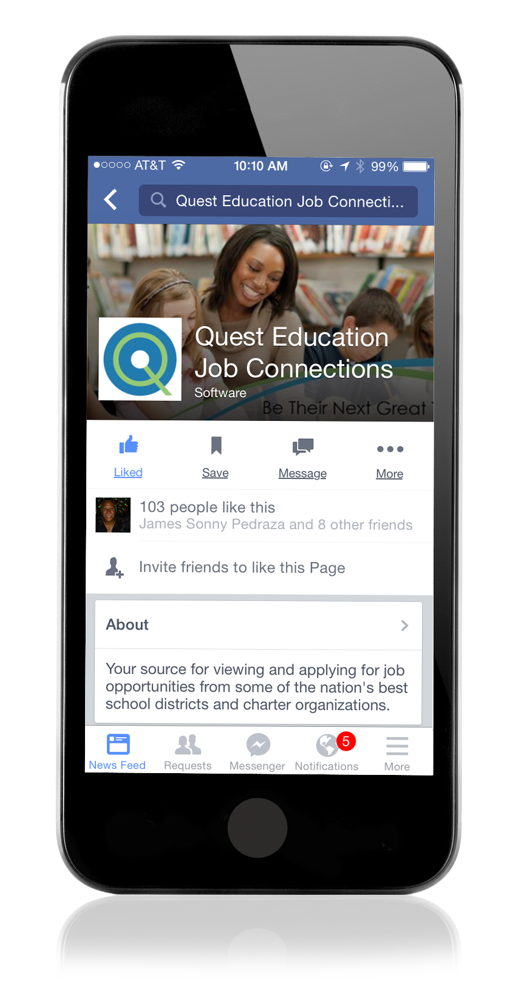 AT&T 10:10 AM 99%
Quest Education Job Connecti...
Quest Education
Job Connections
Software
Be Their Next Great
Liked Save Message More
103 people like this
James Sonny Pedraza and 8 other friends
Invite friends to like this Page
About
Your source for viewing and applying for job
opportunities from some of the nation's best
school districts and charter organizations.
5
News Feed Requests Messenger Notifications More